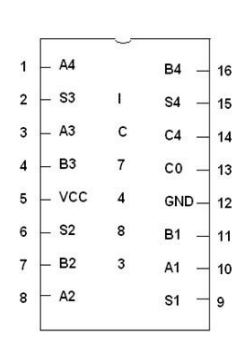 1 A4 B4 16
2 S3 I S4 15
3 A3 C C4 14
4 B3 7 C0 13
5 VCC 4 GND 12
6 S2 8 B1 11
7 B2 3 A1 10
8 A2 S1 9